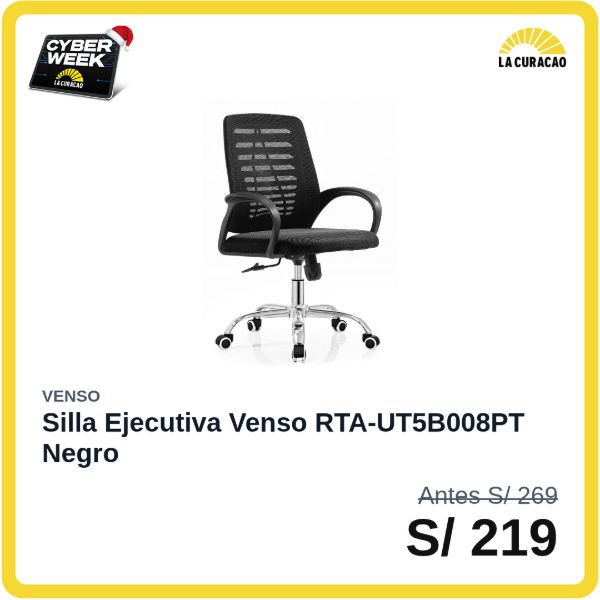 CYBER
WEEK
LA CURACAO
LA CURACAO
VENSO
Silla Ejecutiva Venso RTA-UT5B008PT
Negro
Antes S/ 269
S/ 219